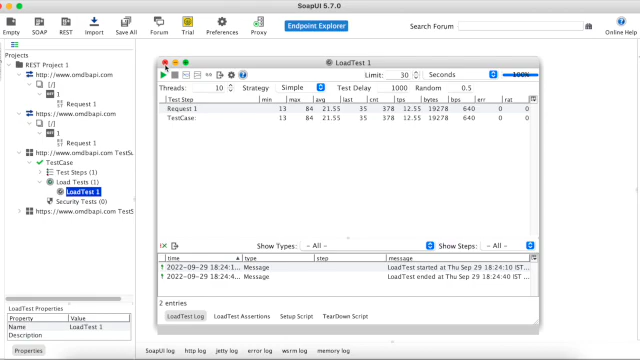 SoapUI 5.7.0
Empty SOAP REST Import Save All Forum Trial Preferences Proxy Endpoint Explorer Search Forum Online Help
Projects
REST Project 1
http://www.omdbapi.com
[/]
1
Request 1
https://www.omdbapi.com
[/]
1
Request 1
http://www.omdbapi.com TestSu
TestCase
Test Steps (1)
Load Tests (1)
LoadTest 1
Security Tests (0)
https://www.omdbapi.com TestSu
LoadTest Properties
Property Value
Name LoadTest 1
Description
Properties
LoadTest 1
Limit: 30 Seconds 100%
Threads: 10 Strategy Simple Test Delay 1000 Random 0.5
Test Step min max avg last cnt tps bytes bps err rat
Request 1 13 84 21.55 35 378 12.55 19278 640 0 0
TestCase: 13 84 21.55 35 378 12.55 19278 640 0 0
Show Types: - All - Show Steps: - All -
time type step message
2022-09-29 18:24:1... Message LoadTest started at Thu Sep 29 18:24:10 IST ...
2022-09-29 18:24:4... Message LoadTest ended at Thu Sep 29 18:24:40 IST ...
2 entries
LoadTest Log LoadTest Assertions Setup Script TearDown Script
SoapUI log http log jetty log error log wsrm log memory log